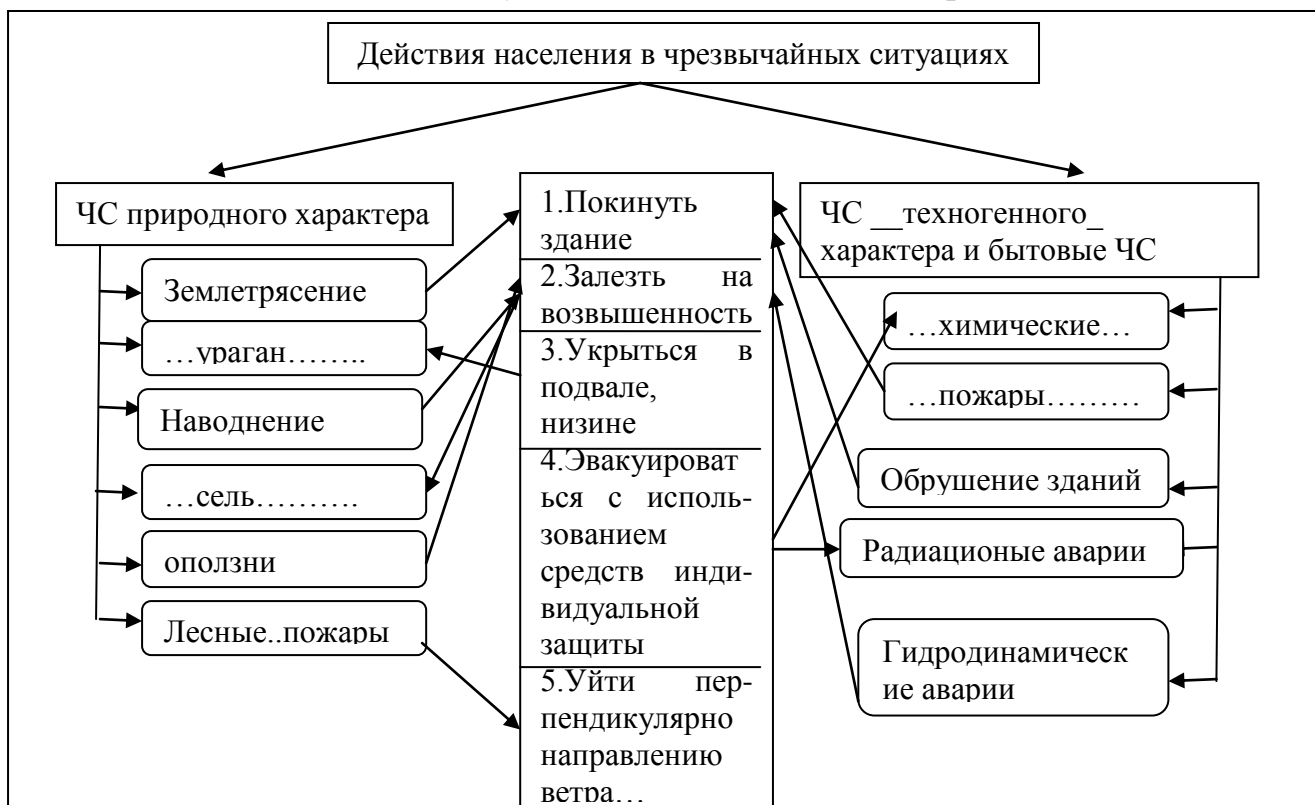 Действия населения в чрезвычайных ситуациях
ЧС природного характера
Землетрясение
…ураган……..
Наводнение
…сель……….
оползни
Лесные..пожары
1.Покинуть
здание
2.Залезть на
возвышенность
3.Укрыться в
подвале,
низине
4.Эвакуироват
ься с исполь-
зованием
средств инди-
видуальной
защиты
5.Уйти пер-
пендикулярно
направлению
ветра…
ЧС __техногенного_
характера и бытовые ЧС
…химические…
…пожары………
Обрушение зданий
Радиационые аварии
Гидродинамическ
ие аварии